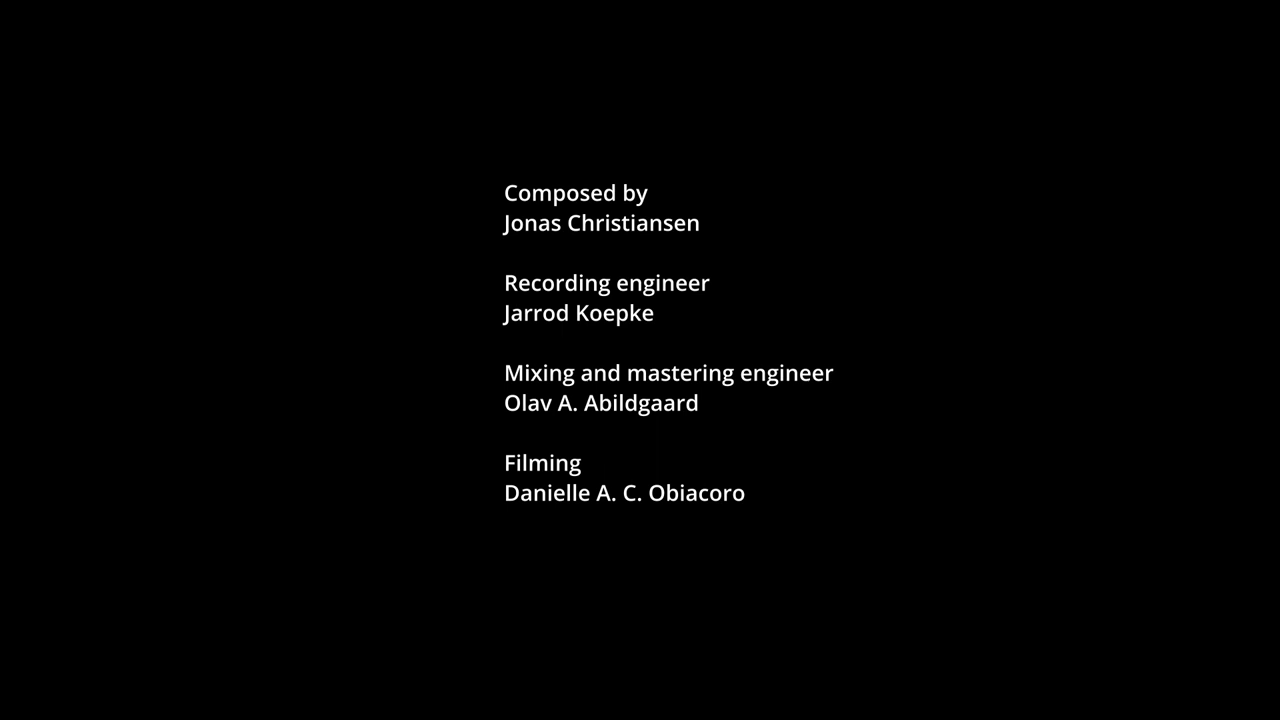 Composed by
Jonas Christiansen
Recording engineer
Jarrod Koepke
Mixing and mastering engineer
Olav A. Abildgaard
Filming
Danielle A. C. Obiacoro